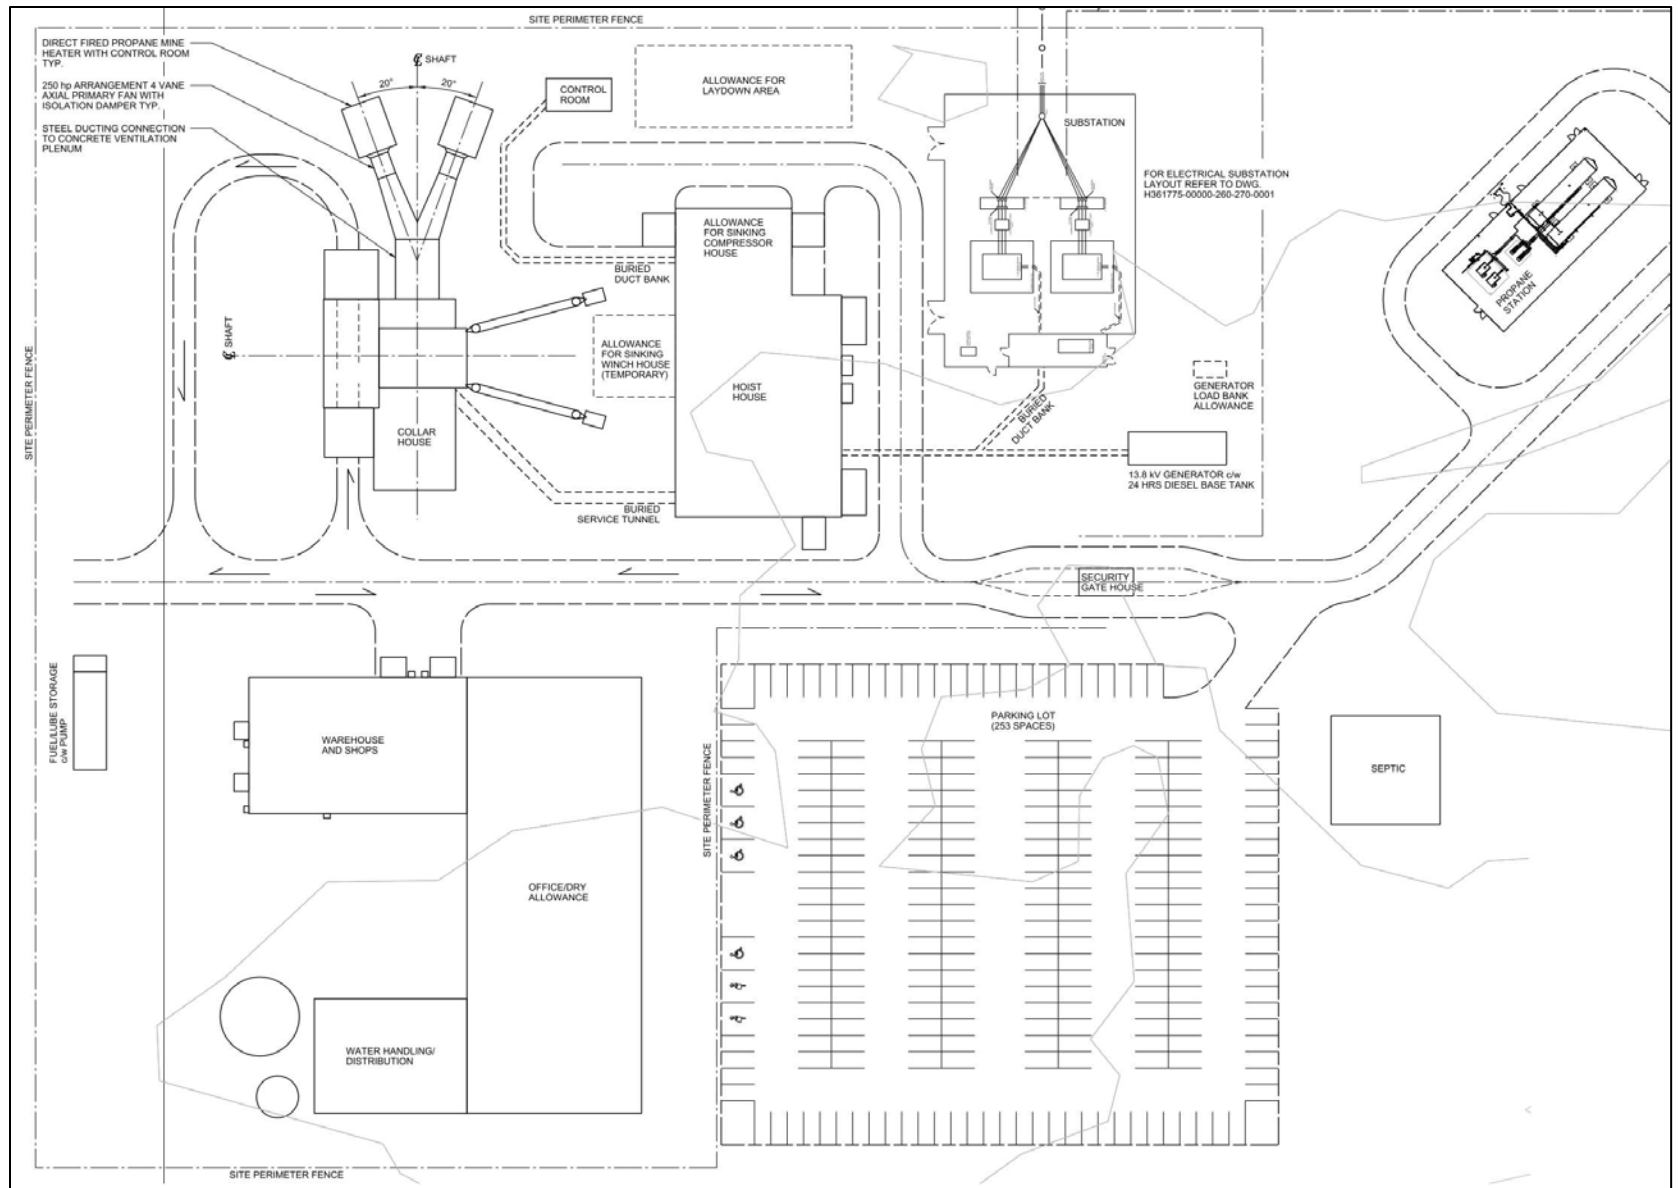 SITE PERIMETER FENCE
DIRECT FIRED PROPANE MINE
HEATER WITH CONTROL ROOM
TYP.
250 hp ARRANGEMENT 4 VANE
AXIAL PRIMARY FAN WITH
ISOLATION DAMPER TYP.
STEEL DUCTING CONNECTION
TO CONCRETE VENTILATION
PLENUM
SHAFT
20°
20°
CONTROL
ROOM
ALLOWANCE FOR
LAYDOWN AREA
SUBSTATION
FOR ELECTRICAL SUBSTATION
LAYOUT REFER TO DWG.
H361775-00000-260-270-0001
ALLOWANCE
FOR SINKING
COMPRESSOR
HOUSE
BURIED
DUCT BANK
PROPANE
STATION
SHAFT
ALLOWANCE
FOR SINKING
WINCH HOUSE
(TEMPORARY)
HOIST
HOUSE
GENERATOR
LOAD BANK
ALLOWANCE
BURIED
DUCT BANK
SITE PERIMETER FENCE
COLLAR
HOUSE
13.8 kV GENERATOR c/w
24 HRS DIESEL BASE TANK
BURIED
SERVICE TUNNEL
SECURITY
GATE HOUSE
FUEL/LUBE STORAGE
c/w PUMP
WAREHOUSE
AND SHOPS
PARKING LOT
(253 SPACES)
SITE PERIMETER FENCE
SEPTIC
OFFICE/DRY
ALLOWANCE
WATER HANDLING/
DISTRIBUTION
SITE PERIMETER FENCE